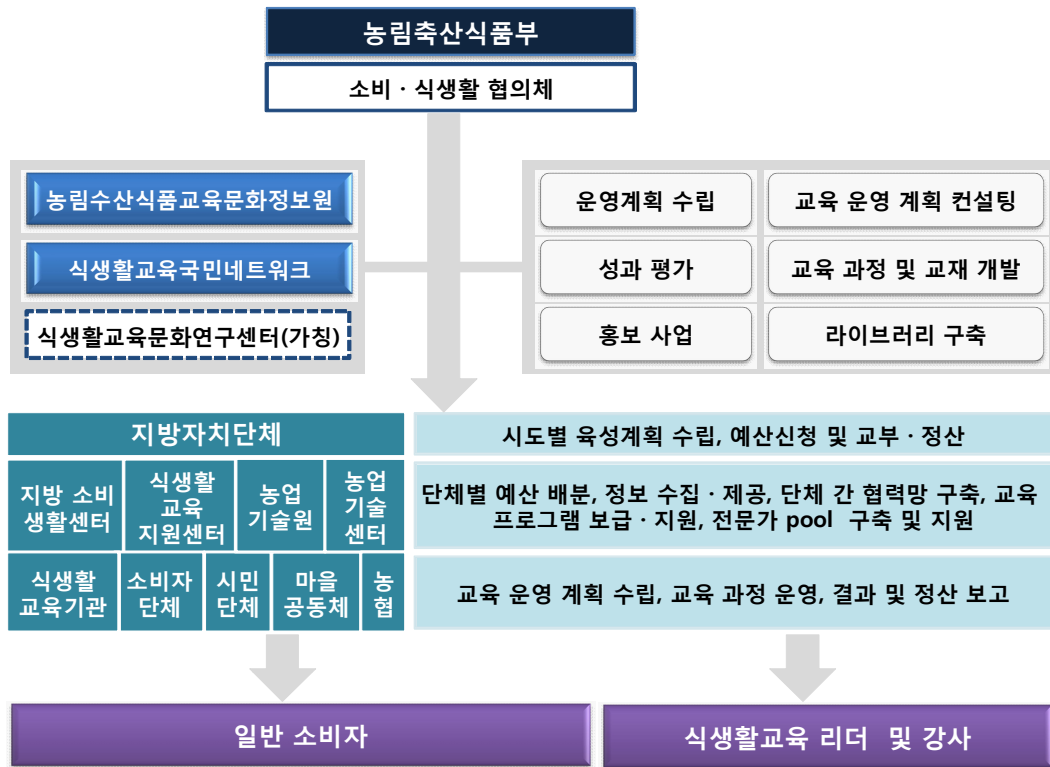 농림축산식품부
소비 · 식생활 협의체
농림수산식품교육문화정보원
식생활교육국민네트워크
식생활교육문화연구센터(가칭)
운영계획 수립
교육 운영 계획 컨설팅
성과 평가
교육 과정 및 교재 개발
홍보 사업
라이브러리 구축
지방자치단체
시도별 육성계획 수립, 예산신청 및 교부 · 정산
지방 소비
생활센터
식생활
교육
지원센터
농업
기술원
농업
기술
센터
단체별 예산 배분, 정보 수집 · 제공, 단체 간 협력망 구축, 교육
프로그램 보급 · 지원, 전문가 pool 구축 및 지원
식생활
교육기관
소비자
단체
시민
단체
마을
공동체
농
협
교육 운영 계획 수립, 교육 과정 운영, 결과 및 정산 보고
일반 소비자
식생활교육 리더 및 강사